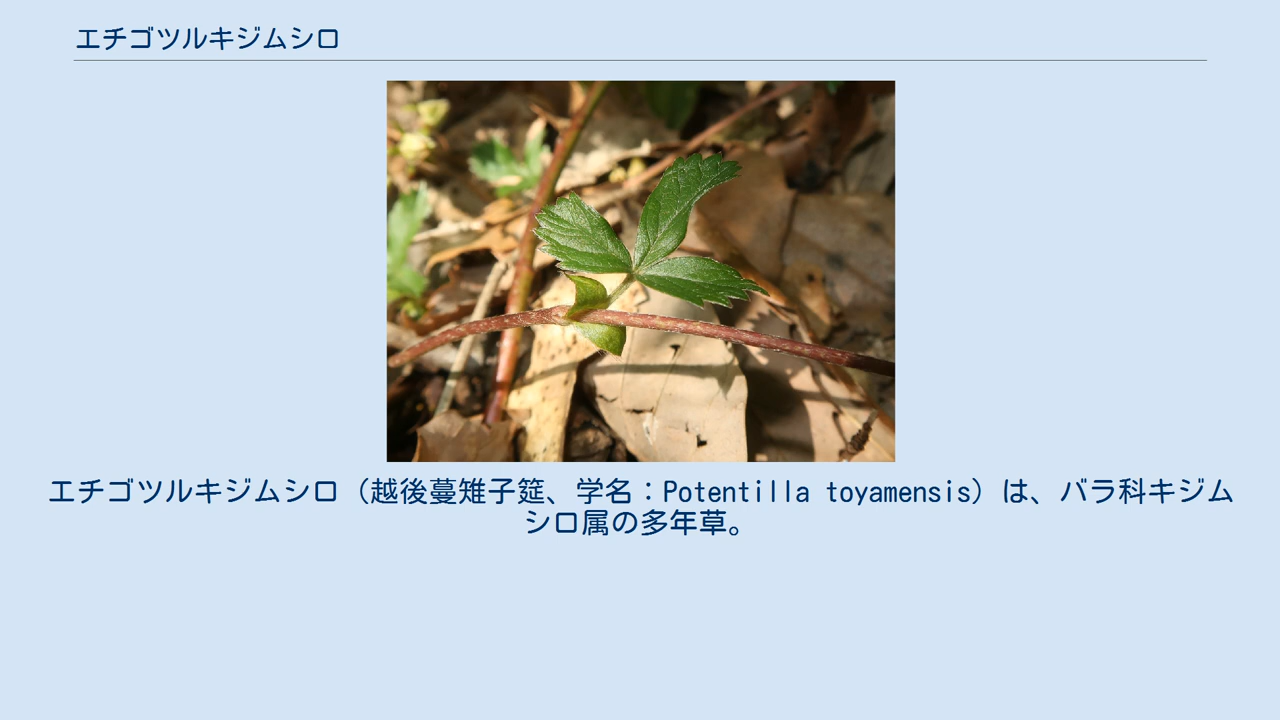 エチゴツルキジムシロ
エチゴツルキジムシロ（越後蔓雉子筵、学名：Potentilla toyamensis）は、バラ科キジム
シロ属の多年草。